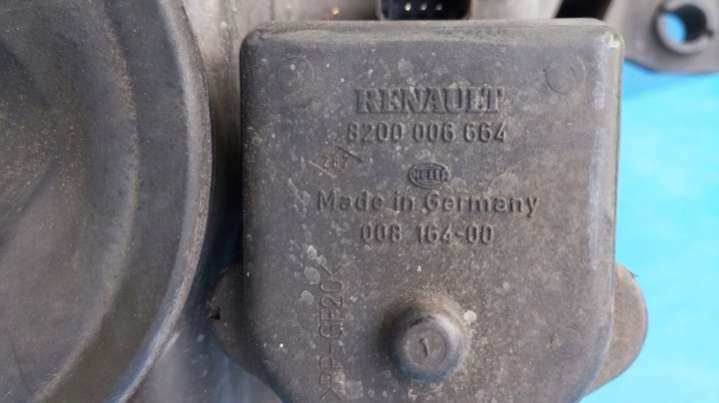 RENAULT
8200 006 664
HELLA
Made in Germany
008 164-00